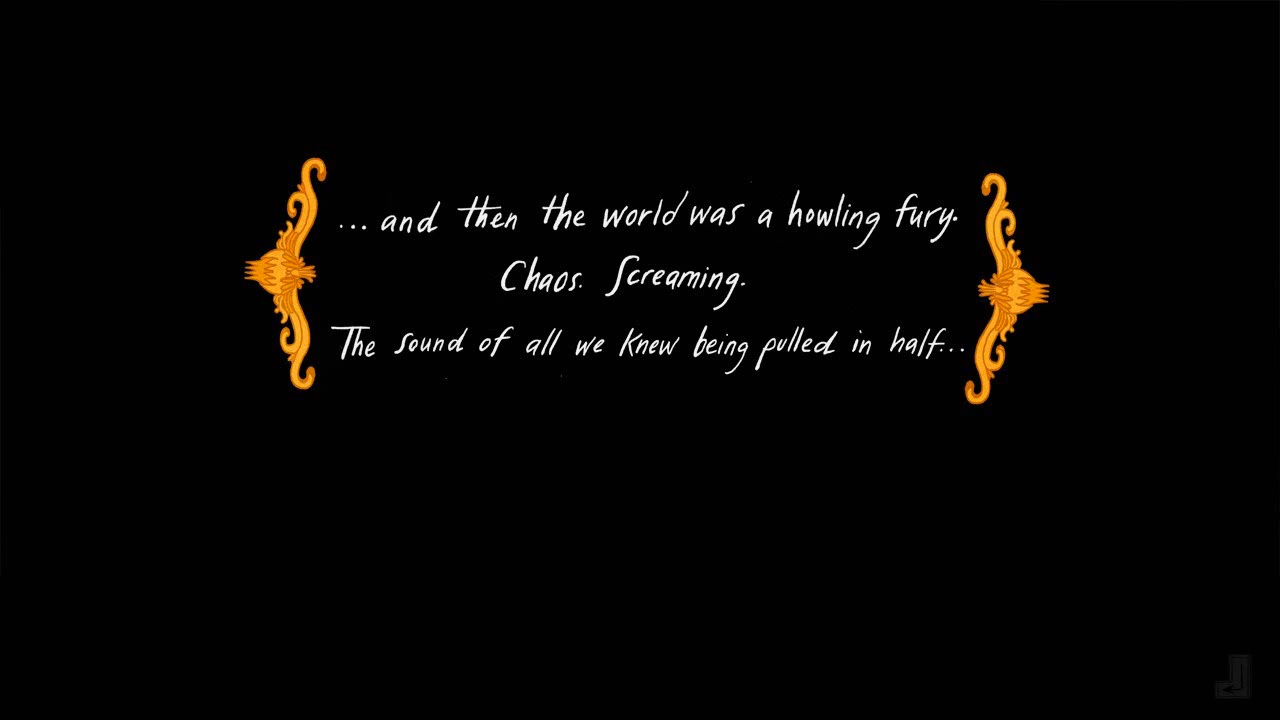 ...and then the world was a howling fury.
Chaos. Screaming.
The sound of all we knew being pulled in half...